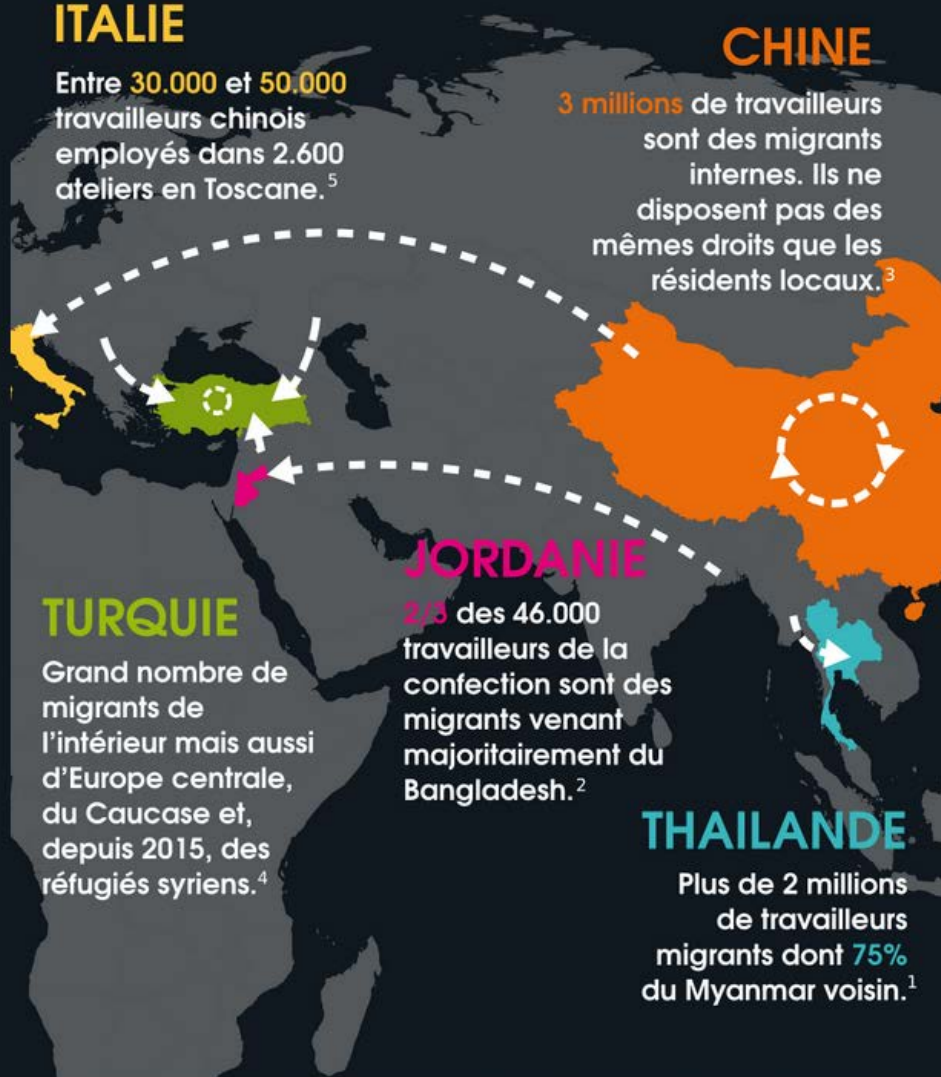 ITALIE
Entre 30.000 et 50.000
travailleurs chinois
employés dans 2.600
ateliers en Toscane.⁵
CHINE
3 millions de travailleurs
sont des migrants
internes. Ils ne
disposent pas des
mêmes droits que les
résidents locaux.³
JORDANIE
2/3 des 46.000
travailleurs de la
confection sont des
migrants venant
majoritairement du
Bangladesh.²
TURQUIE
Grand nombre de
migrants de
l'intérieur mais aussi
d'Europe centrale,
du Caucase et,
depuis 2015, des
réfugiés syriens.⁴
THAILANDE
Plus de 2 millions
de travailleurs
migrants dont 75%
du Myanmar voisin.¹